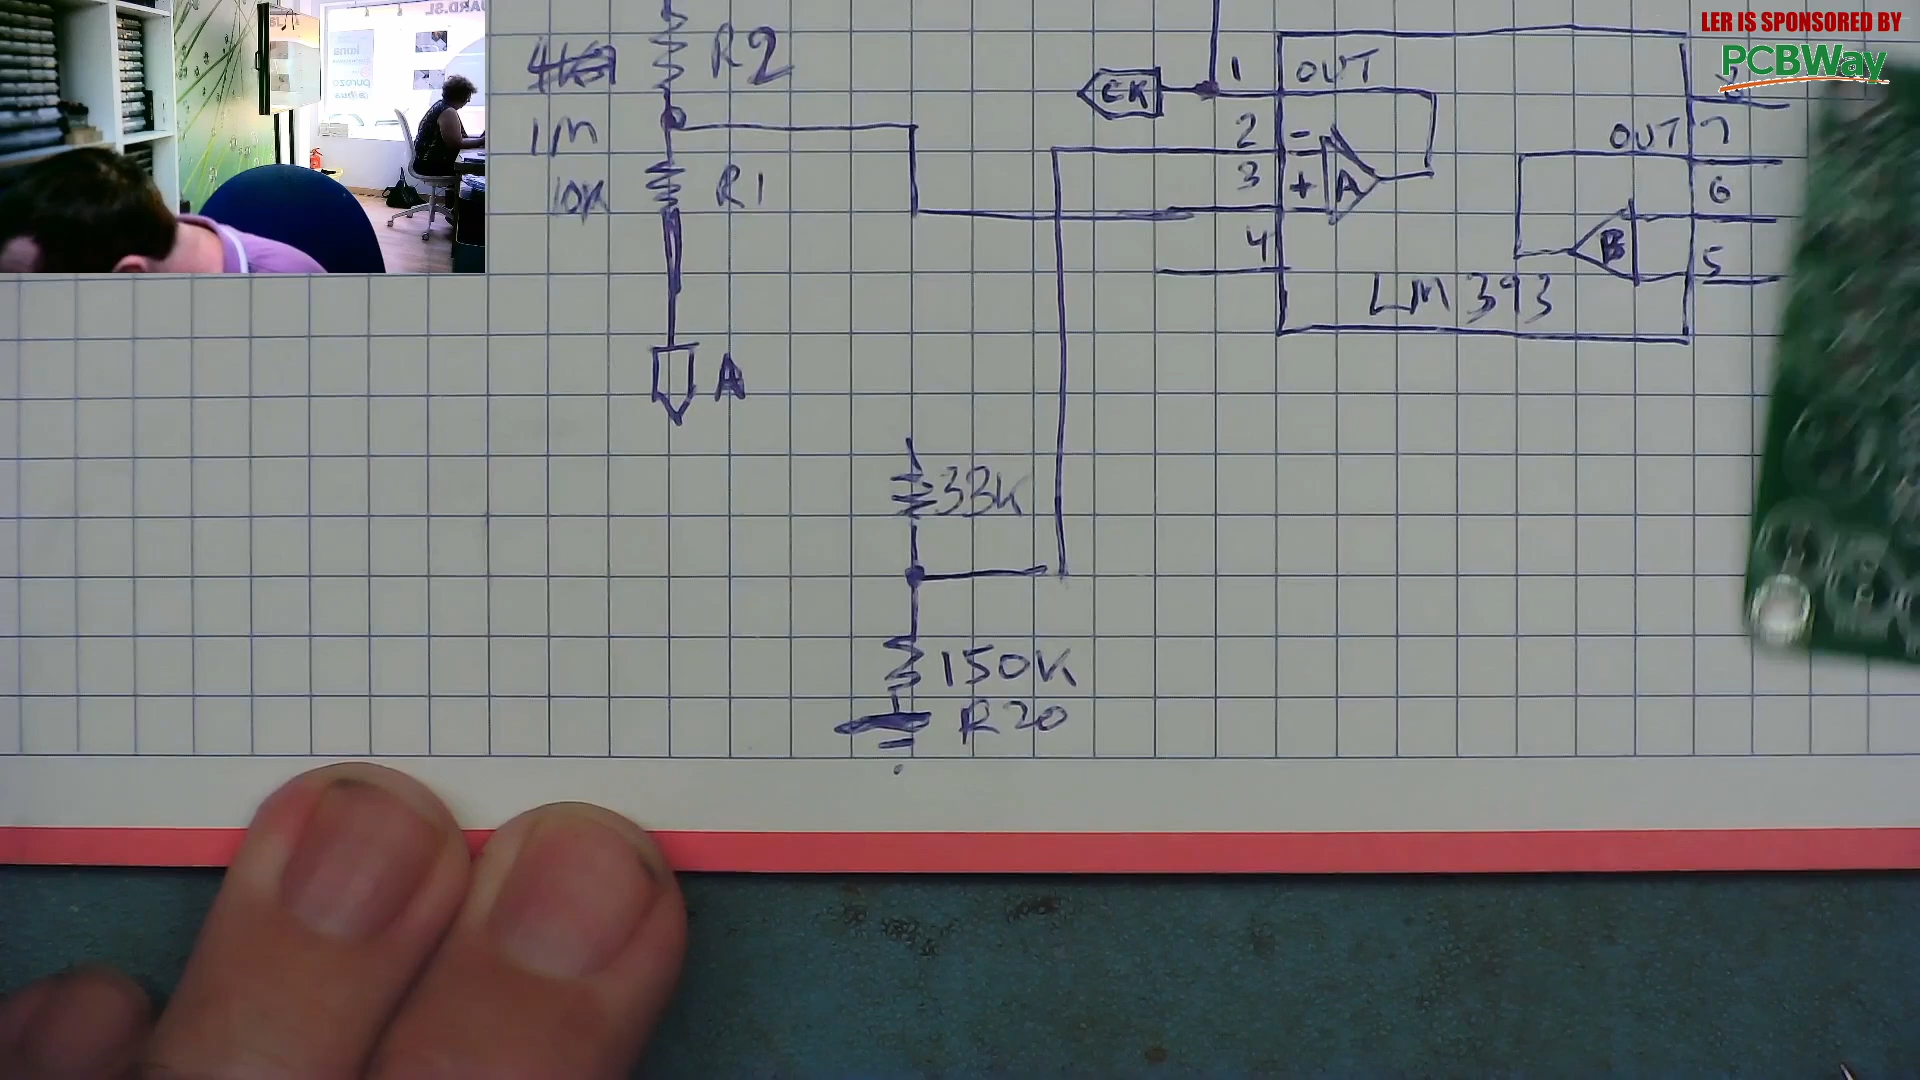 LER IS SPONSORED BY
PCBWay
R2
1M
10K R1
A
CK
1 OUT
2 -
3 + A
4
OUT 7
6
B 5
LM393
33K
150K
R20